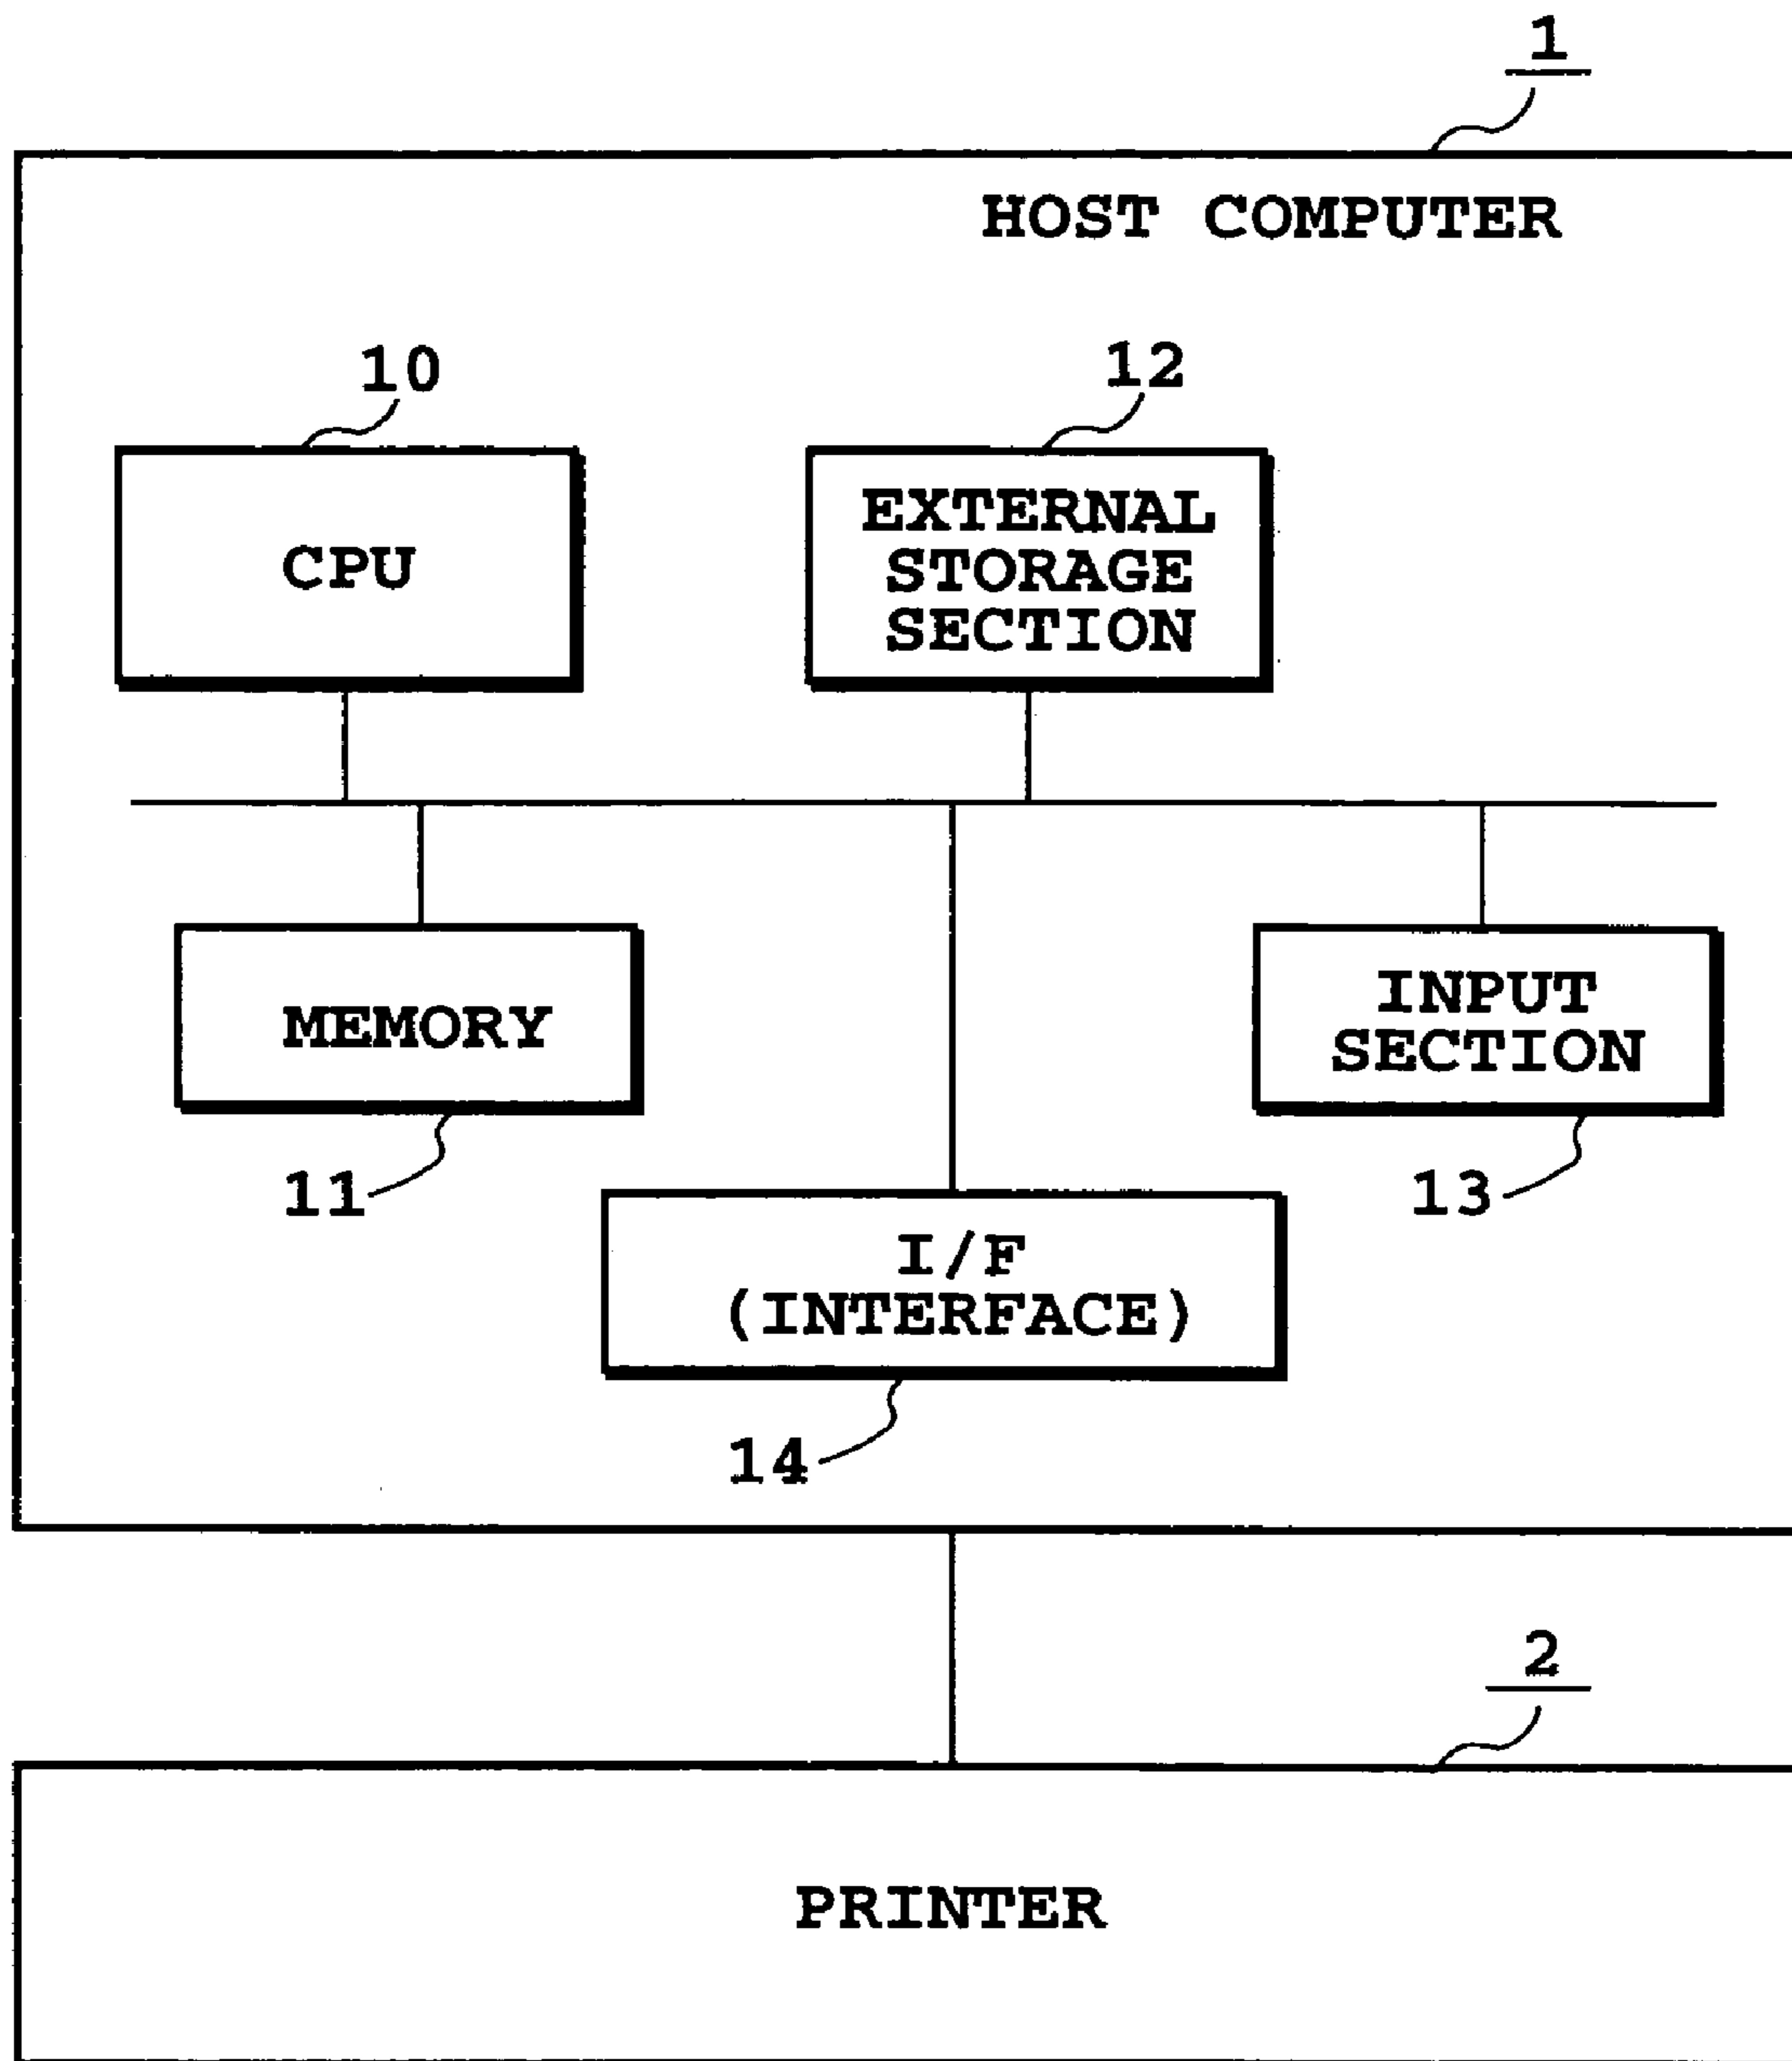 1
HOST COMPUTER
10
12
CPU
EXTERNAL
STORAGE
SECTION
MEMORY
INPUT
SECTION
11
13
I/F
(INTERFACE)
14
2
PRINTER